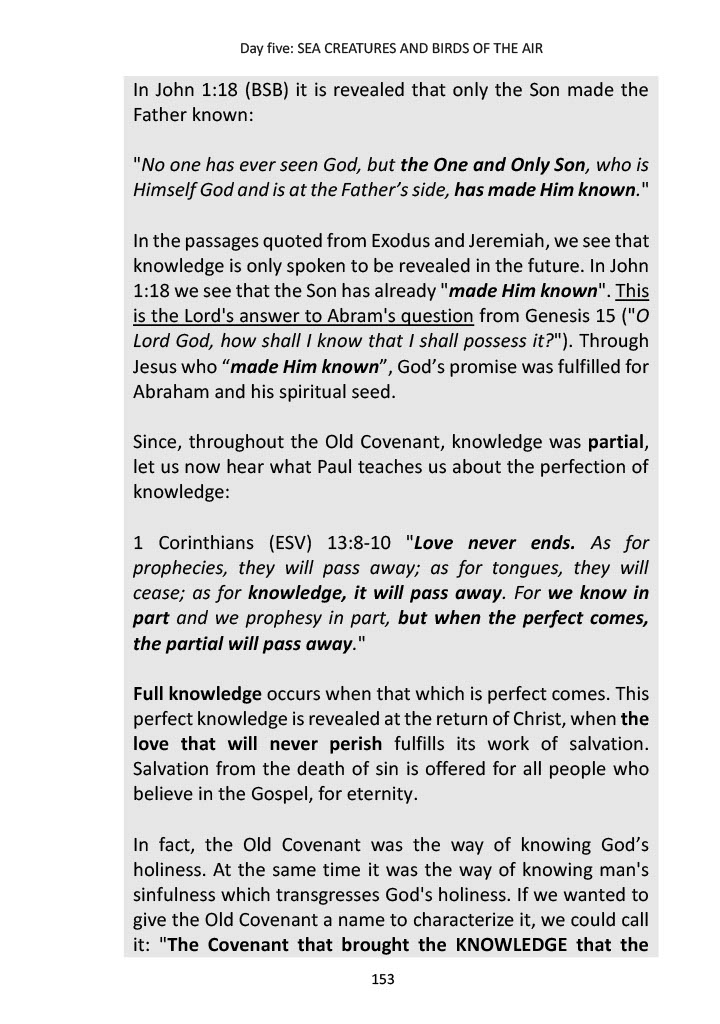 Day five: SEA CREATURES AND BIRDS OF THE AIR
In John 1:18 (BSB) it is revealed that only the Son made the
Father known:
"No one has ever seen God, but the One and Only Son, who is
Himself God and is at the Father’s side, has made Him known."
In the passages quoted from Exodus and Jeremiah, we see that
knowledge is only spoken to be revealed in the future. In John
1:18 we see that the Son has already "made Him known". This
is the Lord's answer to Abram's question from Genesis 15 ("O
Lord God, how shall I know that I shall possess it?"). Through
Jesus who “made Him known”, God’s promise was fulfilled for
Abraham and his spiritual seed.
Since, throughout the Old Covenant, knowledge was partial,
let us now hear what Paul teaches us about the perfection of
knowledge:
1 Corinthians (ESV) 13:8-10 "Love never ends. As for
prophecies, they will pass away; as for tongues, they will
cease; as for knowledge, it will pass away. For we know in
part and we prophesy in part, but when the perfect comes,
the partial will pass away."
Full knowledge occurs when that which is perfect comes. This
perfect knowledge is revealed at the return of Christ, when the
love that will never perish fulfills its work of salvation.
Salvation from the death of sin is offered for all people who
believe in the Gospel, for eternity.
In fact, the Old Covenant was the way of knowing God’s
holiness. At the same time it was the way of knowing man's
sinfulness which transgresses God's holiness. If we wanted to
give the Old Covenant a name to characterize it, we could call
it: "The Covenant that brought the KNOWLEDGE that the
153